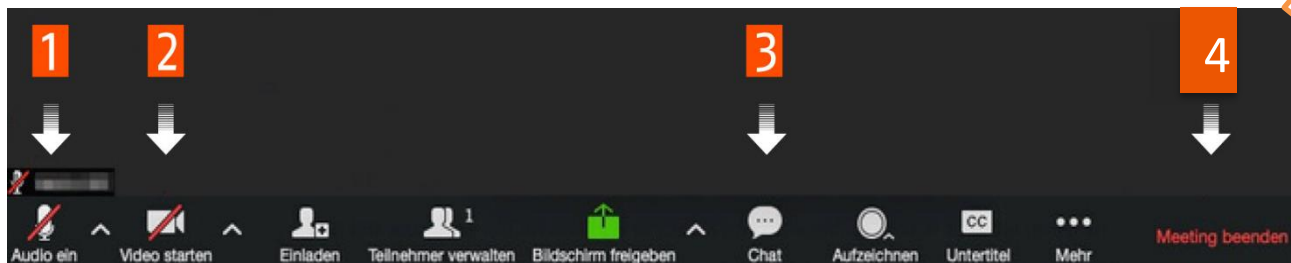 1 2 3 4
1
CC
Audio ein Video starten Einladen Teilnehmer verwalten Bildschirm freigeben Chat Aufzeichnen Untertitel Mehr Meeting beenden